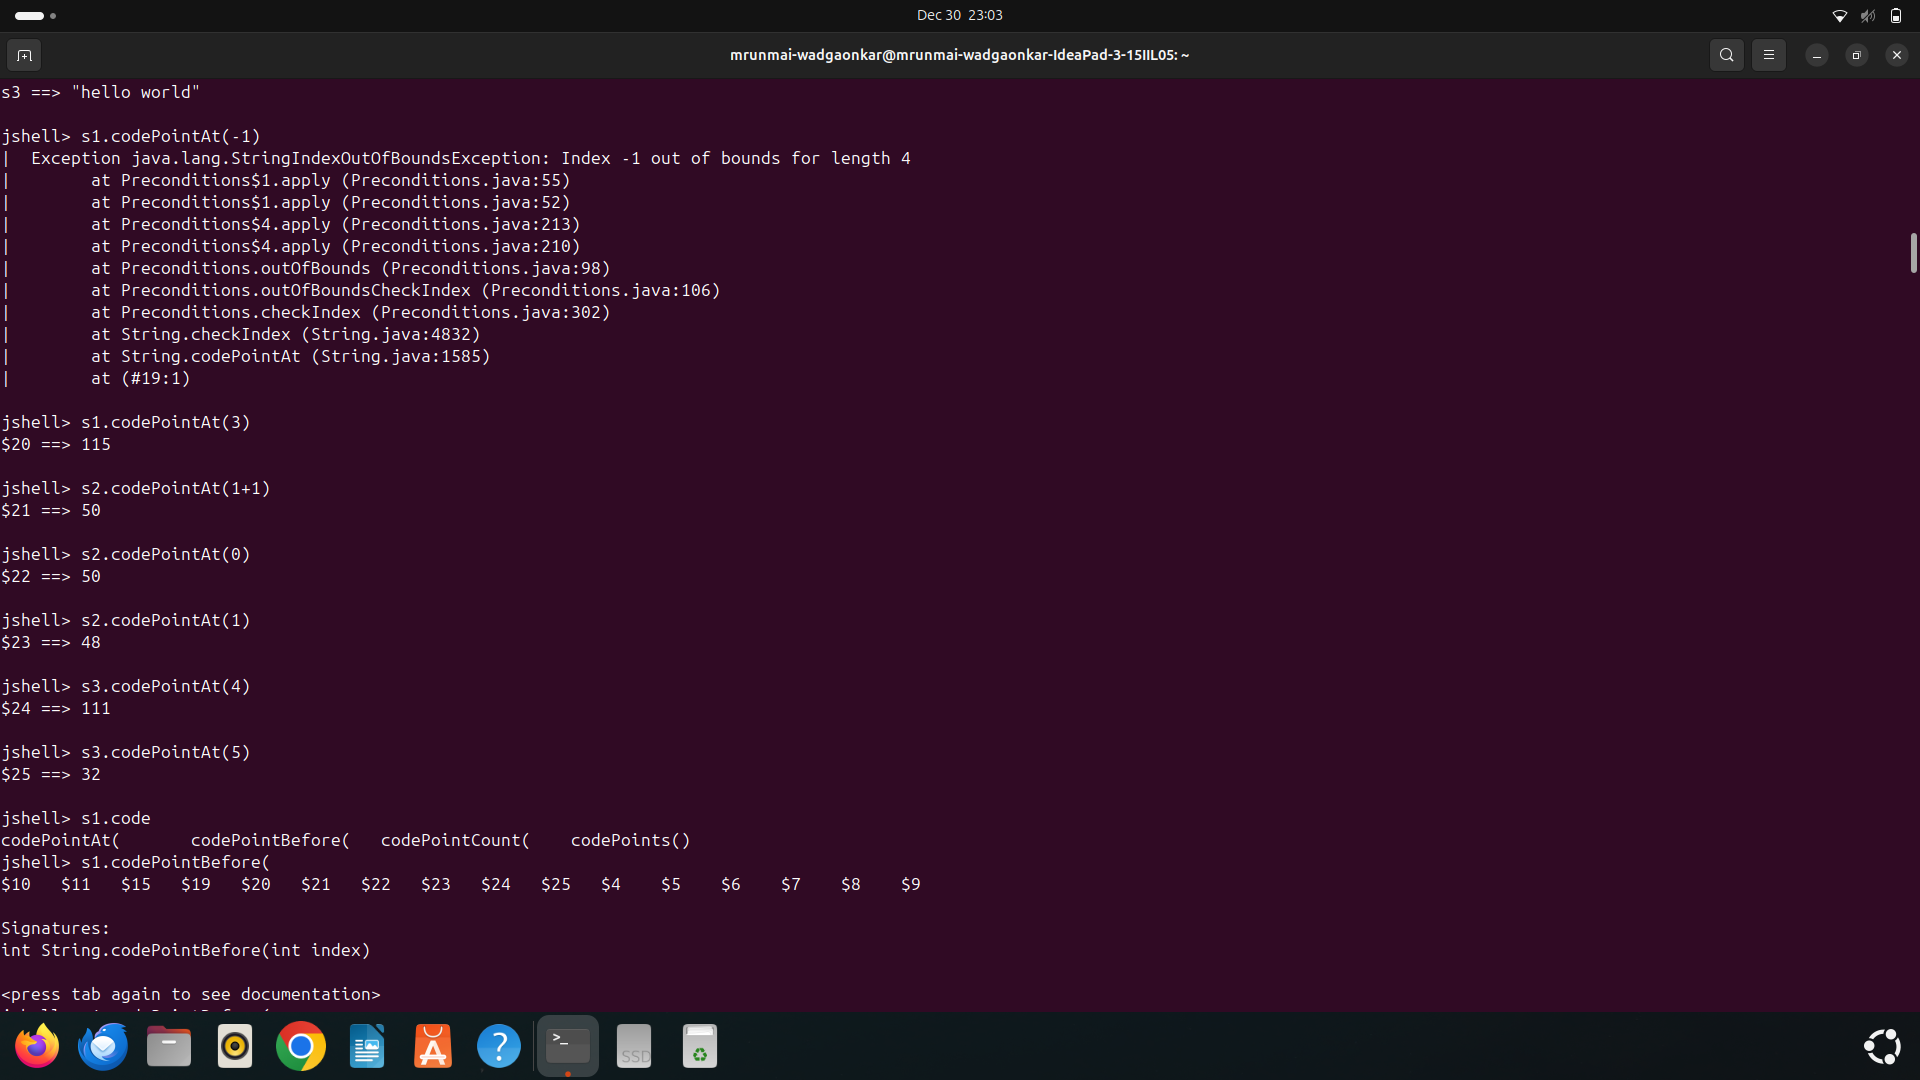 Dec 30 23:03
mrunmai-wadgaonkar@mrunmai-wadgaonkar-IdeaPad-3-15IIL05: ~
s3 ==> "hello world"
jshell> s1.codePointAt(-1)
|  Exception java.lang.StringIndexOutOfBoundsException: Index -1 out of bounds for length 4
|        at Preconditions$1.apply (Preconditions.java:55)
|        at Preconditions$1.apply (Preconditions.java:52)
|        at Preconditions$4.apply (Preconditions.java:213)
|        at Preconditions$4.apply (Preconditions.java:210)
|        at Preconditions.outOfBounds (Preconditions.java:98)
|        at Preconditions.outOfBoundsCheckIndex (Preconditions.java:106)
|        at Preconditions.checkIndex (Preconditions.java:302)
|        at String.checkIndex (String.java:4832)
|        at String.codePointAt (String.java:1585)
|        at (#19:1)
jshell> s1.codePointAt(3)
$20 ==> 115
jshell> s2.codePointAt(1+1)
$21 ==> 50
jshell> s2.codePointAt(0)
$22 ==> 50
jshell> s2.codePointAt(1)
$23 ==> 48
jshell> s3.codePointAt(4)
$24 ==> 111
jshell> s3.codePointAt(5)
$25 ==> 32
jshell> s1.code
codePointAt(       codePointBefore(   codePointCount(    codePoints()
jshell> s1.codePointBefore(
$10   $11   $15   $19   $20   $21   $22   $23   $24   $25   $4    $5    $6    $7    $8    $9
Signatures:
int String.codePointBefore(int index)
<press tab again to see documentation>
SSD